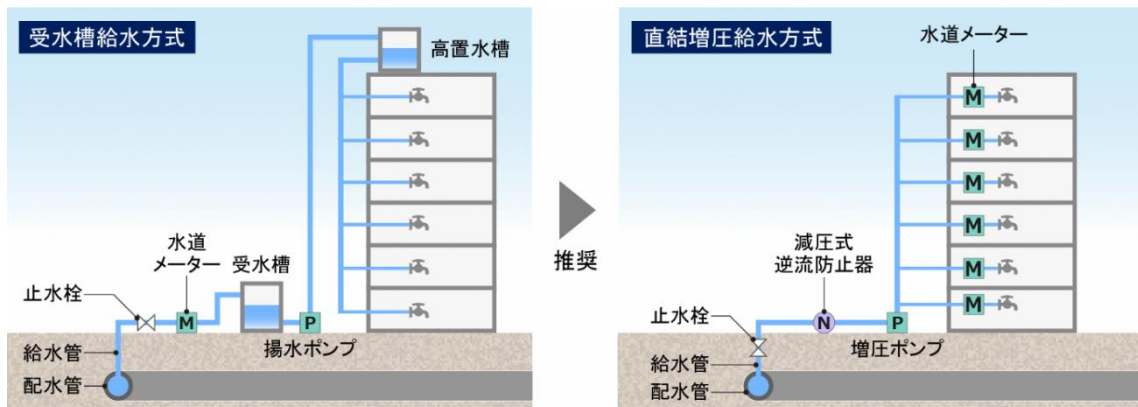 受水槽給水方式
高置水槽
水道
メーター
受水槽
止水栓
M
P
揚水ポンプ
給水管
配水管
推奨
直結増圧給水方式
水道メーター
M
M
M
M
M
M
減圧式
逆流防止器
止水栓
N
P
増圧ポンプ
給水管
配水管